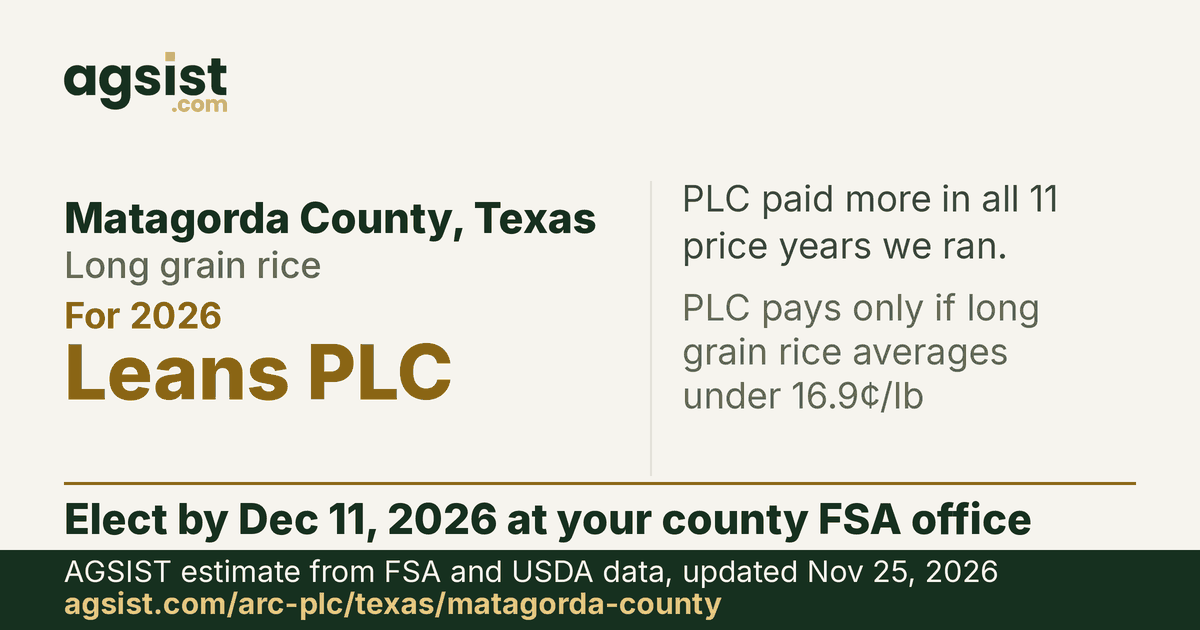 agsist
.com
Matagorda County, Texas
Long grain rice
For 2026
Leans PLC
PLC paid more in all 11
price years we ran.
PLC pays only if long
grain rice averages
under 16.9¢/lb
Elect by Dec 11, 2026 at your county FSA office
AGSIST estimate from FSA and USDA data, updated Nov 25, 2026
agsist.com/arc-plc/texas/matagorda-county